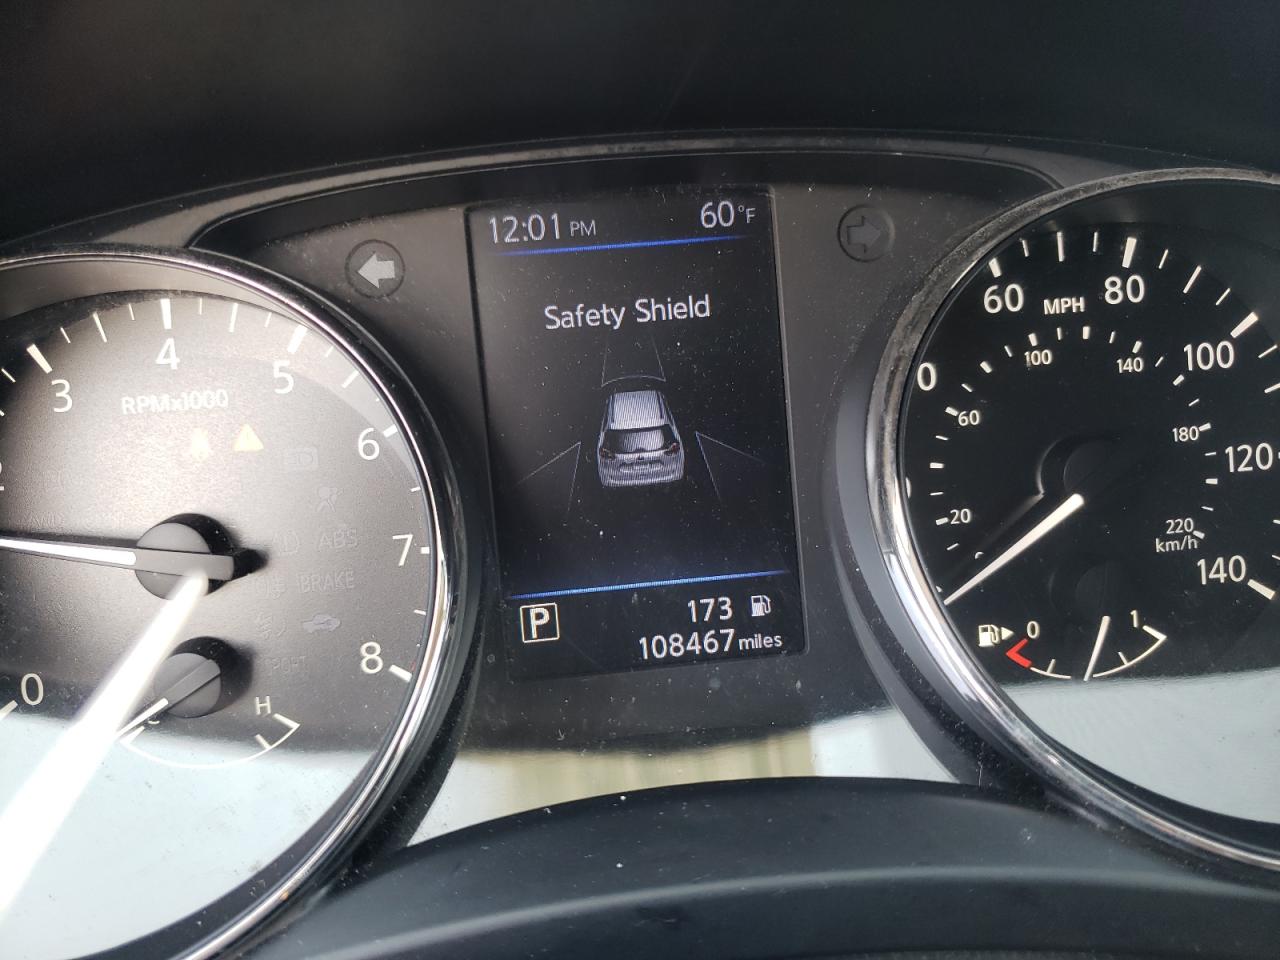 12:01 PM 60°F
Safety Shield
P 173
108467 miles
0
3
4
5
6
7
8
RPMx1000
ABS
BRAKE
H
60 80 100 120 140
MPH
20 60 100 140 180 220
km/h
0 1